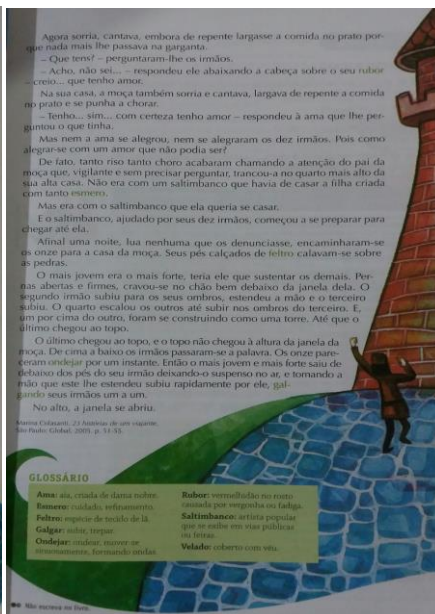 Agora sorria, cantava, embora de repente largasse a comida no prato por-
que nada mais lhe passava na garganta.
– Que tens? – perguntaram-lhe os irmãos.
– Acho, não sei... – respondeu ele abaixando a cabeça sobre o seu rubor
– creio... que tenho amor.
Na sua casa, a moça também sorria e cantava, largava de repente a comida
no prato e se punha a chorar.
– Tenho... sim... com certeza tenho amor – respondeu à ama que lhe per-
guntou o que tinha.
Mas nem a ama se alegrou, nem se alegraram os dez irmãos. Pois como
alegrar-se com um amor que não podia ser?
De fato, tanto riso tanto choro acabaram chamando a atenção do pai da
moça que, vigilante e sem precisar perguntar, trancou-a no quarto mais alto da
sua alta casa. Não era com um saltimbanco que havia de casar a filha criada
com tanto esmero.
Mas era com o saltimbanco que ela queria se casar.
E o saltimbanco, ajudado por seus dez irmãos, começou a se preparar para
chegar até ela.
Afinal uma noite, lua nenhuma que os denunciasse, encaminharam-se
os onze para a casa da moça. Seus pés calçados de feltro calavam-se sobre
as pedras.
O mais jovem era o mais forte, teria ele que sustentar os demais. Per-
nas abertas e firmes, cravou-se no chão bem debaixo da janela dela. O
segundo irmão subiu para os seus ombros, estendeu a mão e o terceiro
subiu. O quarto escalou os outros até subir nos ombros do terceiro. E,
um por cima do outro, foram se construindo como uma torre. Até que o
último chegou ao topo.
O último chegou ao topo, e o topo não chegou à altura da janela da
moça. De cima a baixo os irmãos passaram-se a palavra. Os onze pare-
ceram ondejar por um instante. Então o mais jovem e mais forte saiu de
debaixo dos pés do seu irmão deixando-o suspenso no ar, e tomando a
mão que este lhe estendeu subiu rapidamente por ele, gal-
gando seus irmãos um a um.
No alto, a janela se abriu.
Marina Colasanti. 23 histórias de um viajante.
São Paulo: Global, 2005. p. 51-55.
GLOSSÁRIO
Ama: aia, criada de dama nobre.
Esmero: cuidado, refinamento.
Feltro: espécie de tecido de lã.
Galgar: subir, trepar.
Ondejar: ondear, mover-se
sinuosamente, formando ondas.
Rubor: vermelhidão no rosto
causada por vergonha ou fadiga.
Saltimbanco: artista popular
que se exibe em vias públicas
ou feiras.
Velado: coberto com véu.
Não escreva no livro.